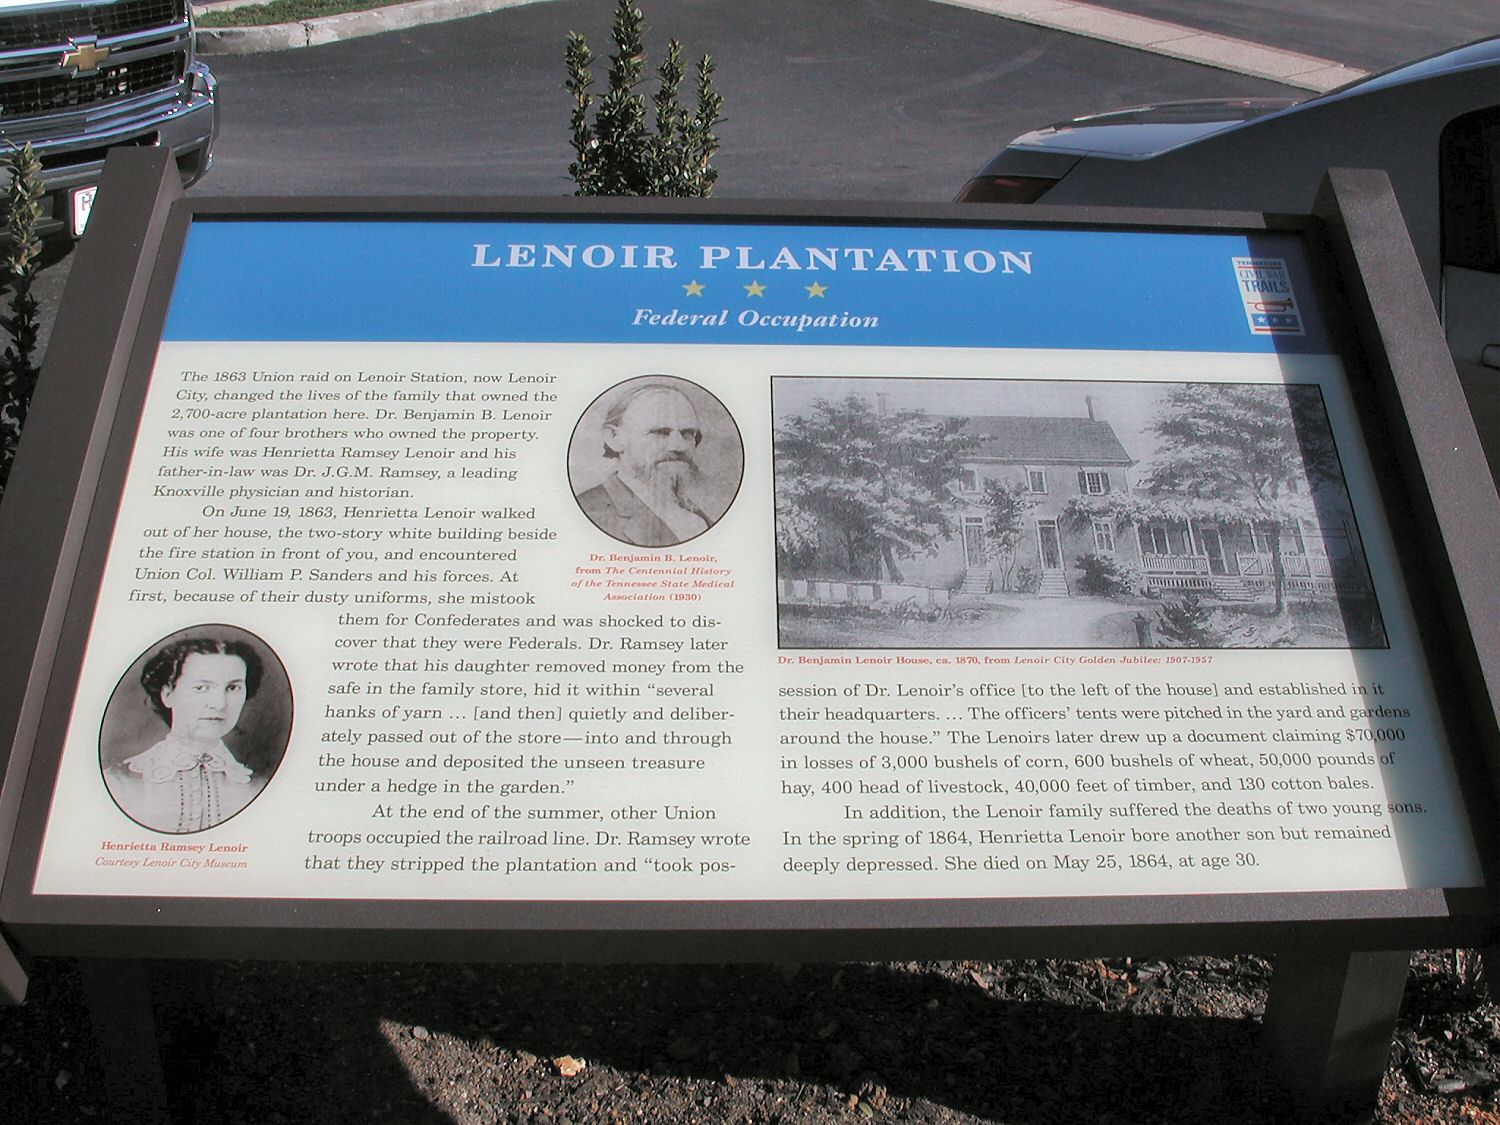 LENOIR PLANTATION
Federal Occupation
TENNESSEE
CIVIL WAR
TRAILS
The 1863 Union raid on Lenoir Station, now Lenoir
City, changed the lives of the family that owned the
2,700-acre plantation here. Dr. Benjamin B. Lenoir
was one of four brothers who owned the property.
His wife was Henrietta Ramsey Lenoir and his
father-in-law was Dr. J.G.M. Ramsey, a leading
Knoxville physician and historian.
On June 19, 1863, Henrietta Lenoir walked
out of her house, the two-story white building beside
the fire station in front of you, and encountered
Union Col. William P. Sanders and his forces. At
first, because of their dusty uniforms, she mistook
them for Confederates and was shocked to dis-
cover that they were Federals. Dr. Ramsey later
wrote that his daughter removed money from the
safe in the family store, hid it within “several
hanks of yarn … [and then] quietly and deliber-
ately passed out of the store—into and through
the house and deposited the unseen treasure
under a hedge in the garden.”
At the end of the summer, other Union
troops occupied the railroad line. Dr. Ramsey wrote
that they stripped the plantation and “took pos-
Dr. Benjamin B. Lenoir,
from The Centennial History
of the Tennessee State Medical
Association (1930)
Henrietta Ramsey Lenoir
Courtesy Lenoir City Museum
Dr. Benjamin Lenoir House, ca. 1870, from Lenoir City Golden Jubilee: 1907-1957
session of Dr. Lenoir’s office [to the left of the house] and established in it
their headquarters. … The officers’ tents were pitched in the yard and gardens
around the house.” The Lenoirs later drew up a document claiming $70,000
in losses of 3,000 bushels of corn, 600 bushels of wheat, 50,000 pounds of
hay, 400 head of livestock, 40,000 feet of timber, and 130 cotton bales.
In addition, the Lenoir family suffered the deaths of two young sons.
In the spring of 1864, Henrietta Lenoir bore another son but remained
deeply depressed. She died on May 25, 1864, at age 30.